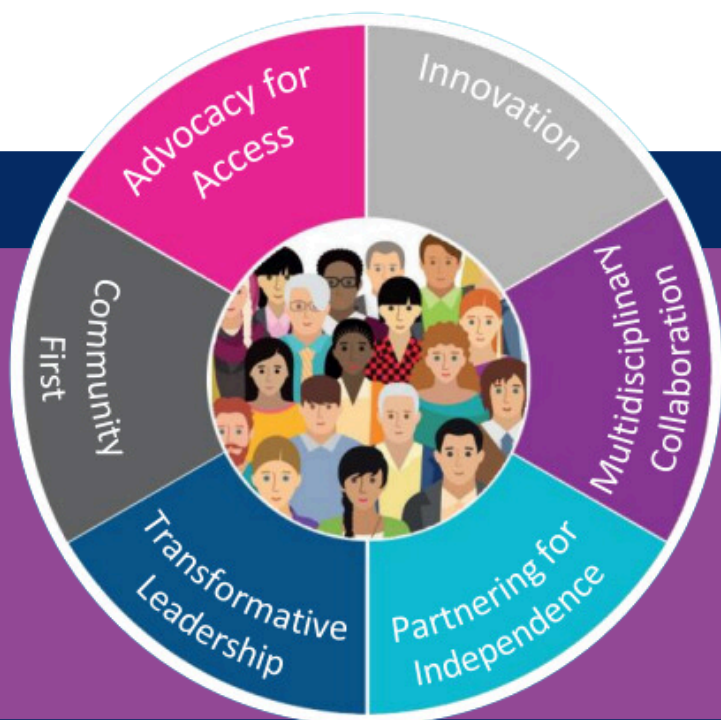 Advocacy for
Access
Innovation
Multidisciplinary
Collaboration
Partnering for
Independence
Transformative
Leadership
Community
First